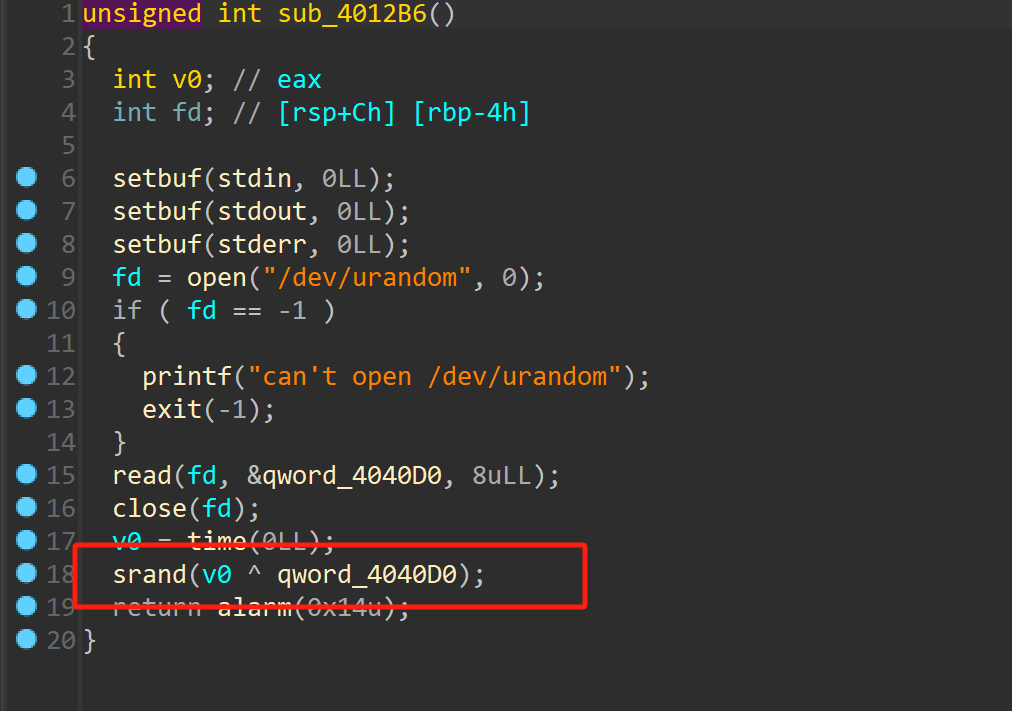 1 unsigned int sub_4012B6()
2 {
3   int v0; // eax
4   int fd; // [rsp+Ch] [rbp-4h]
5
6   setbuf(stdin, 0LL);
7   setbuf(stdout, 0LL);
8   setbuf(stderr, 0LL);
9   fd = open("/dev/urandom", 0);
10   if ( fd == -1 )
11   {
12     printf("can't open /dev/urandom");
13     exit(-1);
14   }
15   read(fd, &qword_4040D0, 8uLL);
16   close(fd);
17   v0 = time(0LL);
18   srand(v0 ^ qword_4040D0);
19   return alarm(0x14u);
20 }